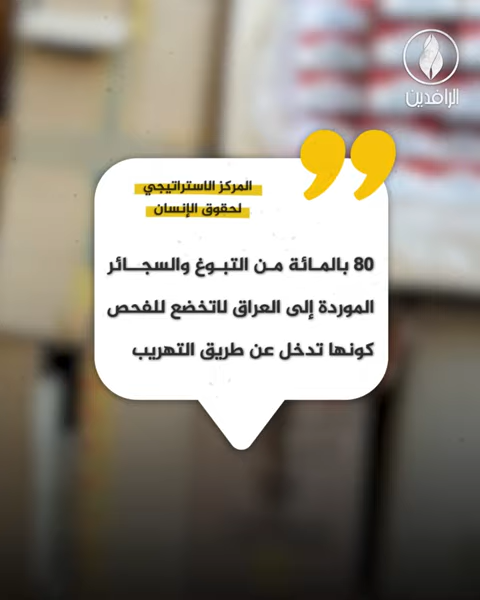 الرافدين
المركز الاستراتيجي
لحقوق الإنسان
80 بالمائة من التبوغ والسجائر
الموردة إلى العراق لاتخضع للفحص
كونها تدخل عن طريق التهريب